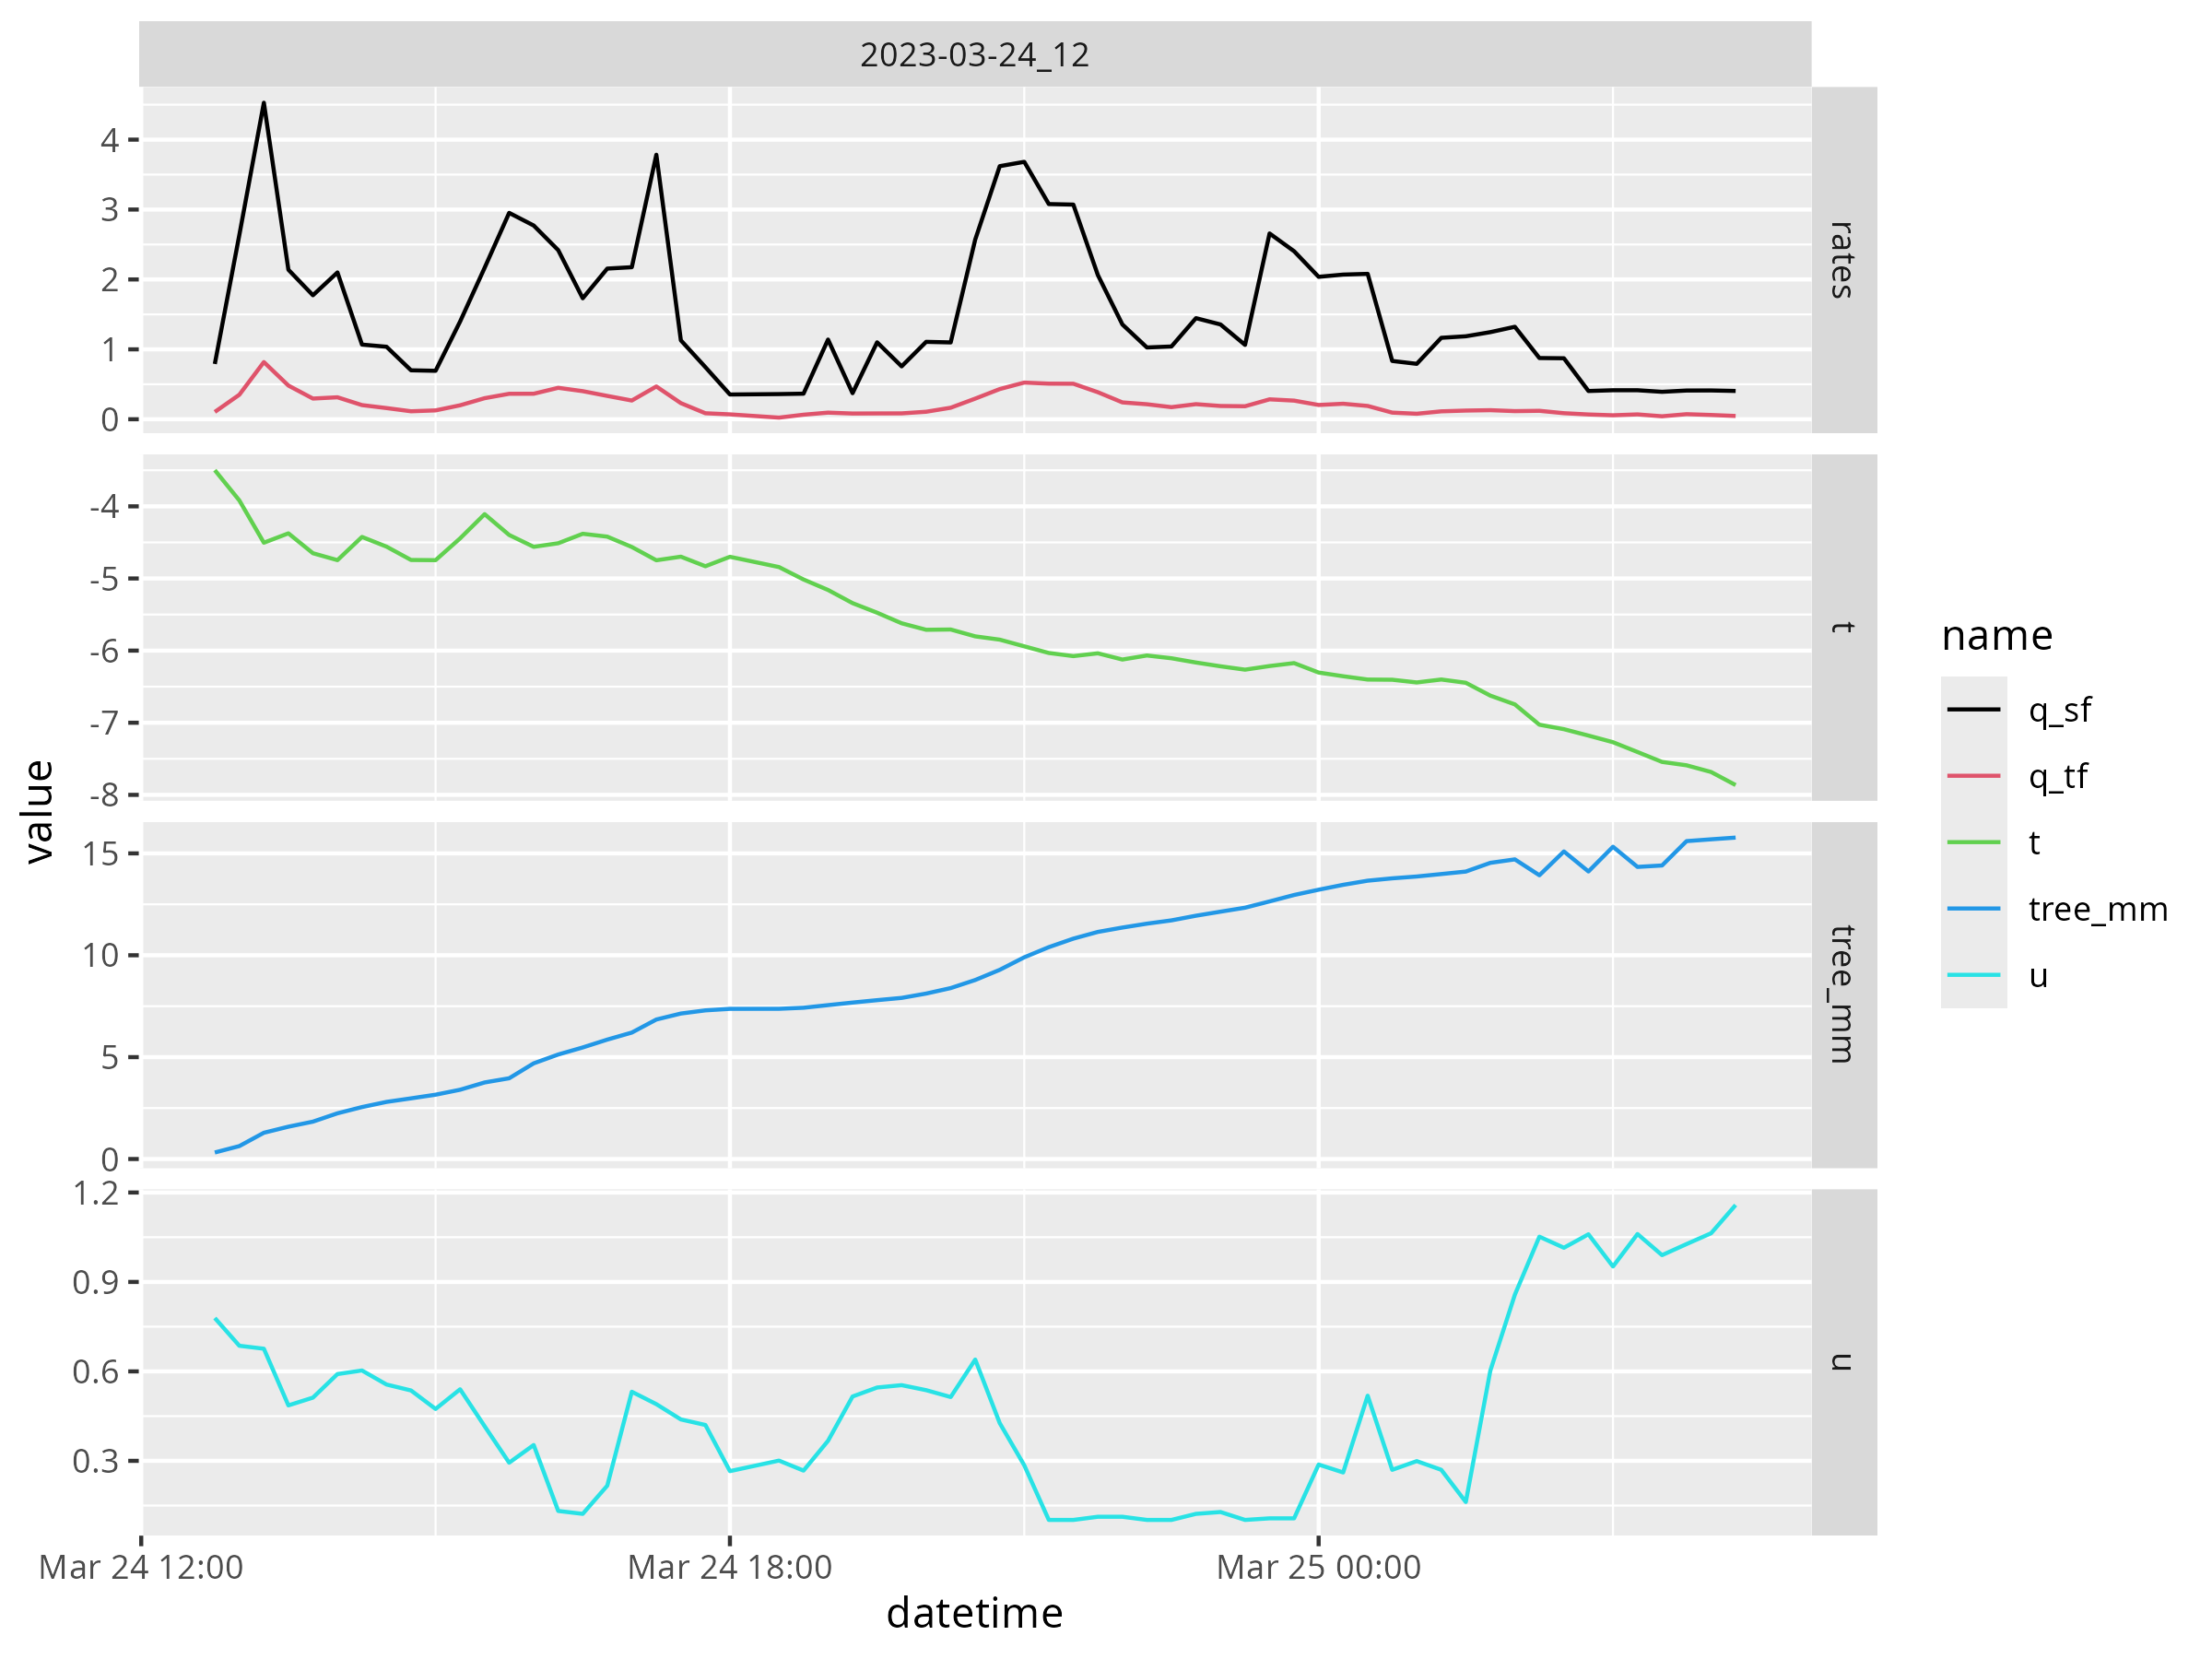 2023-03-24_12
4
3
2
1
0
rates
-4
-5
-6
-7
-8
t
15
10
5
0
tree_mm
1.2
0.9
0.6
0.3
u
value
Mar 24 12:00 Mar 24 18:00 Mar 25 00:00
datetime
name
q_sf
q_tf
t
tree_mm
u